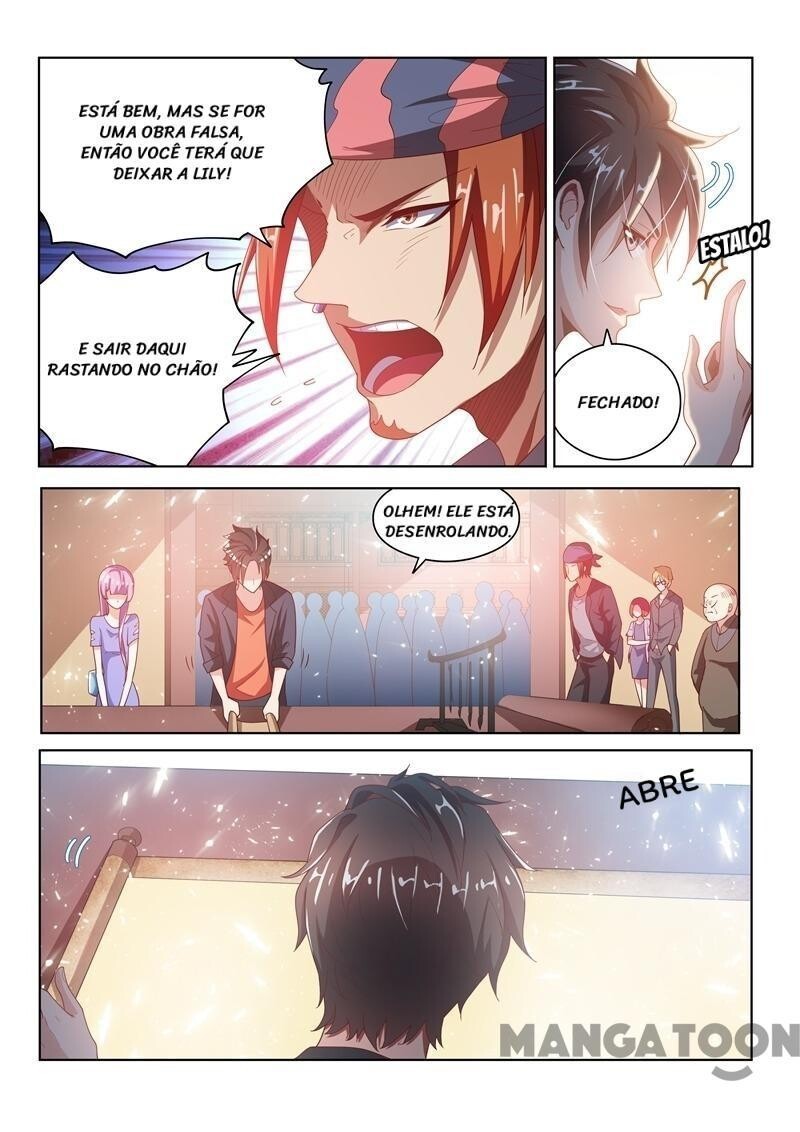 ESTÁ BEM, MAS SE FOR
UMA OBRA FALSA,
ENTÃO VOCÊ TERÁ QUE
DEIXAR A LILY!
E SAIR DAQUI
RASTANDO NO CHÃO!
ESTALO!
FECHADO!
OLHEM! ELE ESTÁ
DESENROLANDO.
ABRE
MANGATOON